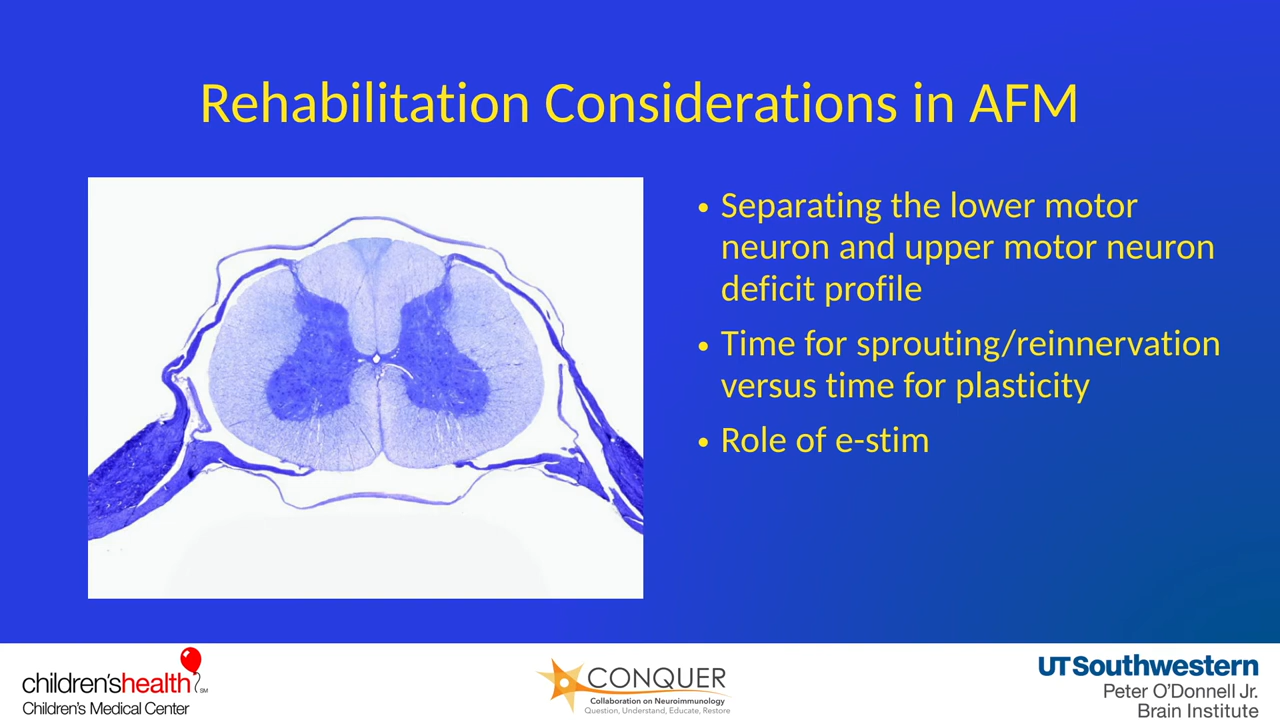 Rehabilitation Considerations in AFM
• Separating the lower motor
neuron and upper motor neuron
deficit profile
• Time for sprouting/reinnervation
versus time for plasticity
• Role of e-stim
children'shealth SM
Children's Medical Center
CONQUER
Collaboration on Neuroimmunology
Question, Understand, Educate, Restore
UTSouthwestern
Peter O'Donnell Jr.
Brain Institute